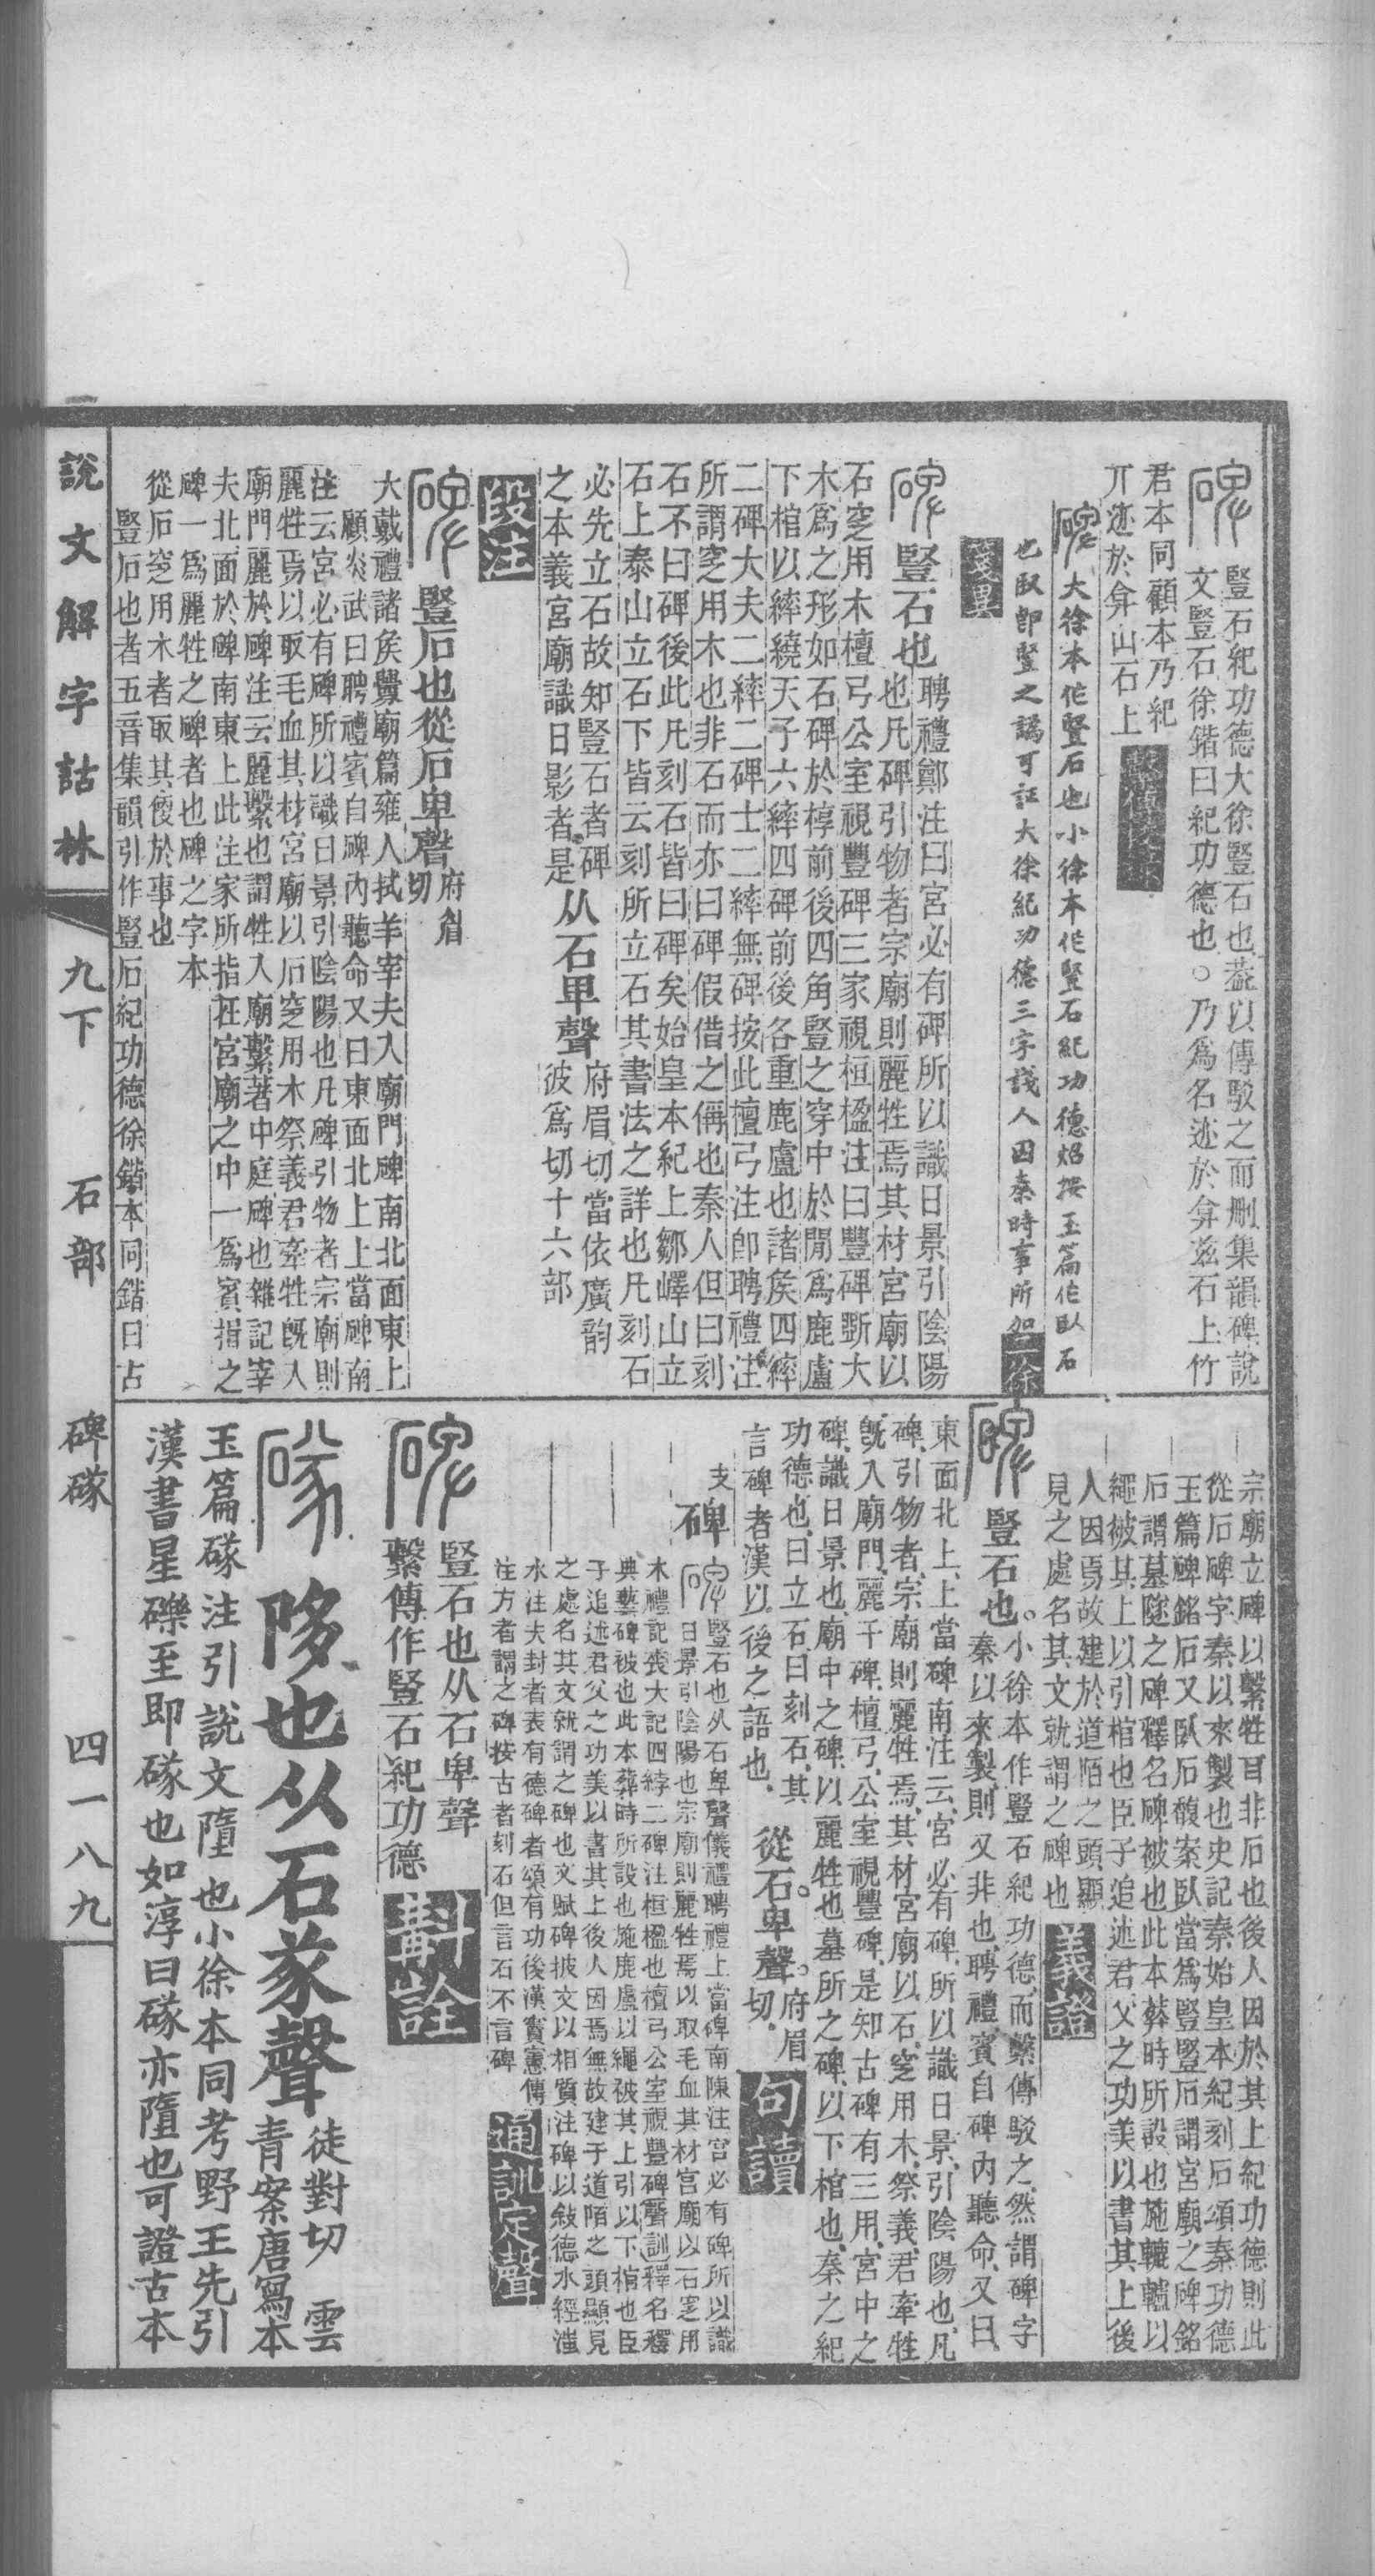 豎石紀功德大徐豎石也葢以傳駁之而刪集韻碑說
文豎石徐鍇曰紀功德也○乃爲名迹於弇兹石上竹
君本同顧本乃紀
丌迹於弇山石上
大徐本作豎石也小徐本作豎石紀功德炤按玉篇作臥石
也臥卽豎之譌可証大徐紀功德三字淺人因秦時事所加
二徐
箋異
碑 豎石也
聘禮鄭注曰宮必有碑所以識日景引陰陽
也凡碑引物者宗廟則麗牲焉其材宮廟以
石窆用木檀弓公室視豐碑三家視桓楹注曰豐碑斲大
木爲之形如石碑於椁前後四角豎之穿中於閒爲鹿盧
下棺以繂繞天子六繂四碑前後各重鹿盧也諸矦四繂
二碑大夫二繂二碑士二繂無碑按此檀弓注卽聘禮注
所謂窆用木也非石而亦曰碑假借之偁也秦人但曰刻
石不曰碑後此凡刻石皆曰碑矣始皇本紀上鄒嶧山立
石上泰山立石下皆云刻所立石其書法之詳也凡刻石
必先立石故知豎石者碑
之本義宮廟識日影者是
从石卑聲
府眉切當依廣韵
彼爲切十六部
段注
碑 豎石也從石卑聲
府眉
切
大戴禮諸矦釁廟篇雍人拭羊宰夫入廟門碑南北面東上
顧炎武曰聘禮賓自碑內聽命又曰東面北上上當碑南
注云宮必有碑所以識日景引陰陽也凡碑引物者宗廟則
麗牲焉以取毛血其材宮廟以石窆用木祭義君牽牲旣入
廟門麗於碑注云麗繫也謂牲入廟繫著中庭碑也雜記宰
夫北面於碑南東上此注家所指在宮廟之中一爲賓揖之
碑一爲麗牲之碑者也碑之字本
從石窆用木者取其便於事也
豎石也者五音集韻引作豎石紀功德徐鍇本同鍇曰古
宗廟立碑以繫牲耳非石也後人因於其上紀功德則此
從石碑字秦以來製也史記秦始皇本紀刻石頌秦功德
玉篇碑銘石又臥石馥案臥當爲豎豎石謂宮廟之碑銘
石謂墓隧之碑釋名碑被也此本葬時所設也施轆轤以
繩被其上以引棺也臣子追述君父之功美以書其上後
人因焉故建於道陌之頭顯
見之處名其文就謂之碑也
義證
碑 豎石也。
小徐本作豎石紀功德、而繫傳駁之、然謂碑字
秦以來製、則又非也、聘禮、賓自碑內聽命、又曰、
東面北上、上當碑南、注云、宮必有碑、所以識日景、引陰陽也、凡
碑、引物者、宗廟則麗牲焉、其材宮廟以石、窆用木、祭義、君牽牲
旣入廟門、麗于碑、檀弓、公室視豐碑、是知古碑有三用、宮中之
碑、識日景也、廟中之碑、以麗牲也、墓所之碑、以下棺也、秦之紀
功德也、曰立石、曰刻石、其
言碑者漢以後之語也、
從石。卑聲。
府眉
切、
句讀
支 碑
豎石也从石卑聲儀禮聘禮上當碑南陳注宮必有碑所以識
日景引陰陽也宗廟則麗牲焉以取毛血其材宮廟以石窆用
木禮記喪大記四綍二碑注桓楹也檀弓公室視豐碑聲訓釋名釋
典藝碑被也此本葬時所設也施鹿盧以繩被其上引以下棺也臣
子追述君父之功美以書其上後人因焉無故建于道陌之頭顯見
之處名其文就謂之碑也文賦碑披文以相質注碑以敍德水經滍
水注夫封者表有德碑者頌有功後漢竇憲傳
注方者謂之碑按古者刻石但言石不言碑
通訓定聲
豎石也从石卑聲
繫傳作豎石紀功德
斠詮
䃍 陊也从石㒸聲
徒對切 雲
青案唐寫本
玉篇䃍注引說文墮也小徐本同考野王先引
漢書星礫至卽䃍也如淳曰䃍亦墮也可證古本
說文解字詁林 九下 石部 碑䃍 四一八九